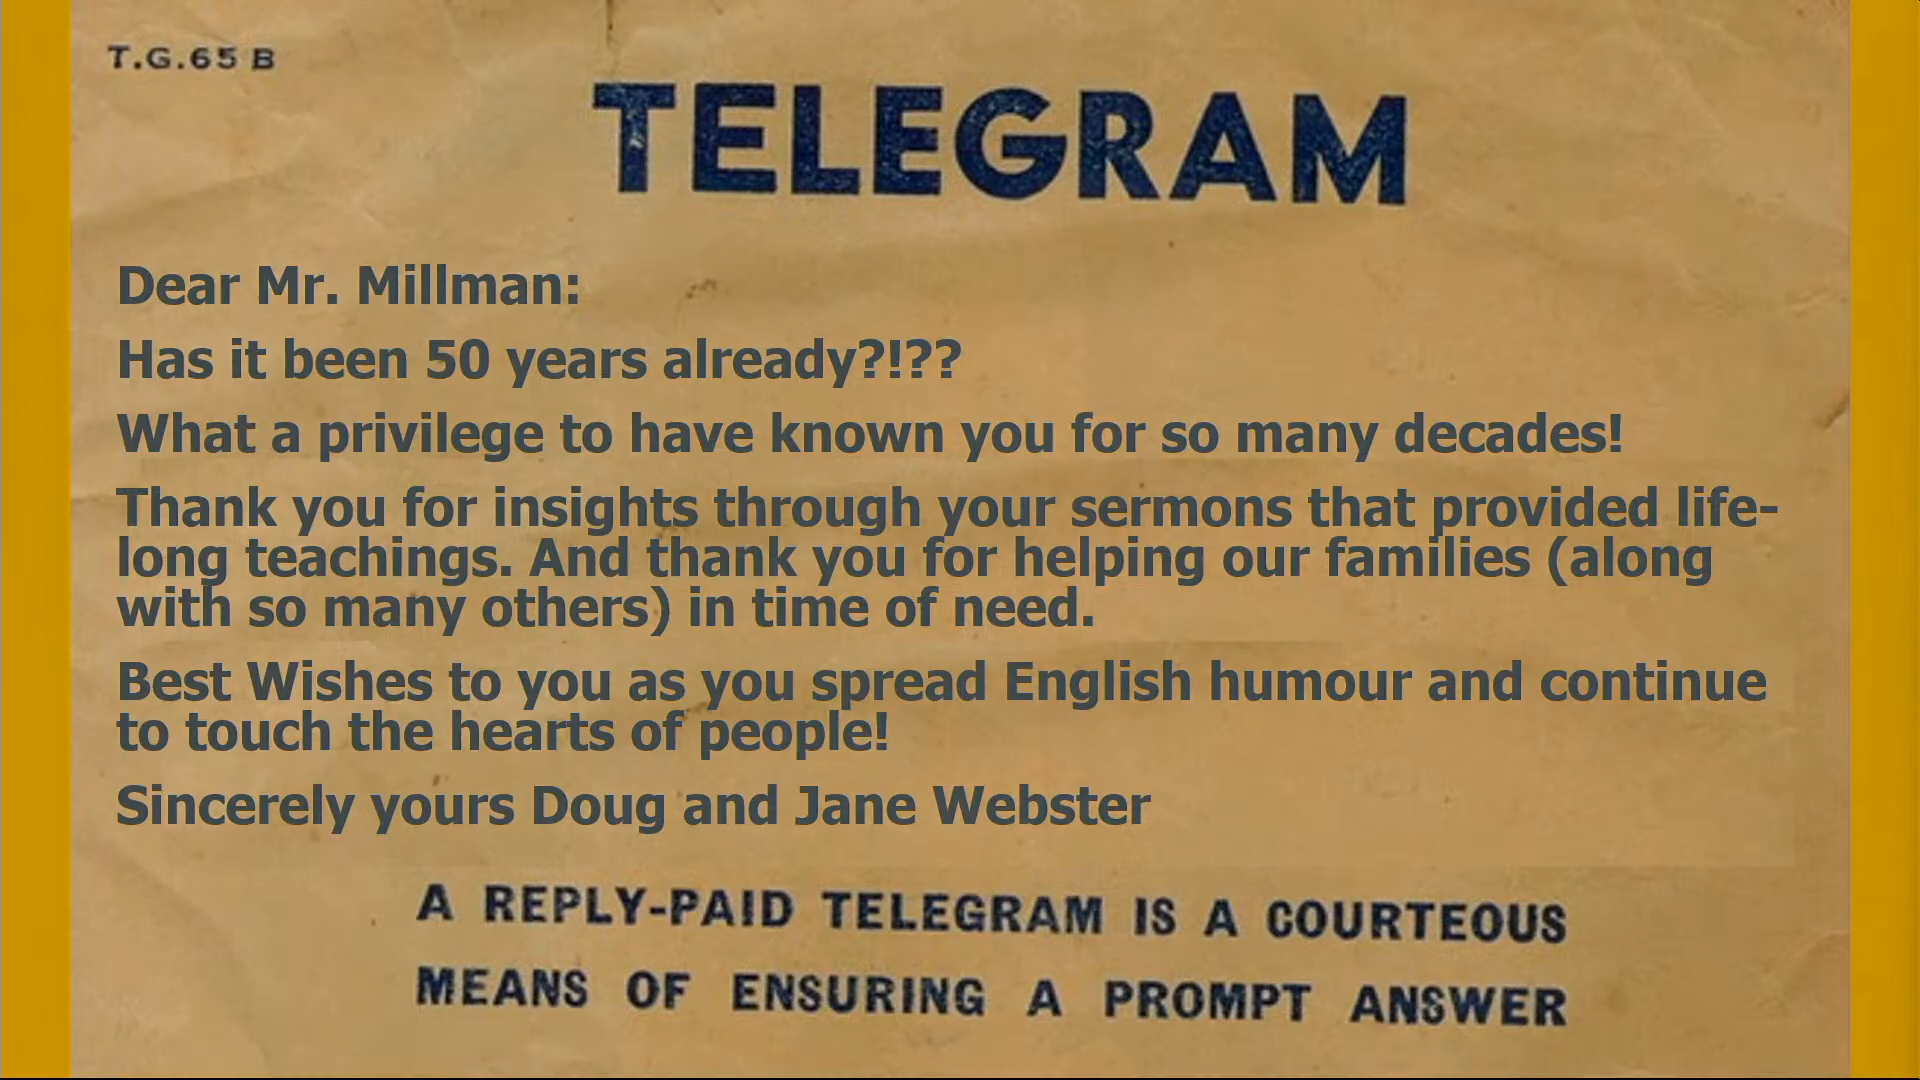 T.G.65 B
TELEGRAM
Dear Mr. Millman:
Has it been 50 years already?!??
What a privilege to have known you for so many decades!
Thank you for insights through your sermons that provided life-
long teachings. And thank you for helping our families (along
with so many others) in time of need.
Best Wishes to you as you spread English humour and continue
to touch the hearts of people!
Sincerely yours Doug and Jane Webster
A REPLY-PAID TELEGRAM IS A COURTEOUS
MEANS OF ENSURING A PROMPT ANSWER